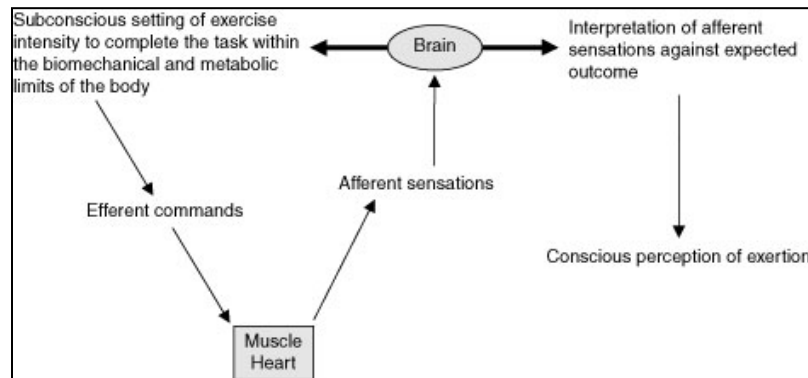 Subconscious setting of exercise
intensity to complete the task within
the biomechanical and metabolic
limits of the body
Brain
Interpretation of afferent
sensations against expected
outcome
Afferent sensations
Efferent commands
Conscious perception of exertion
Muscle
Heart